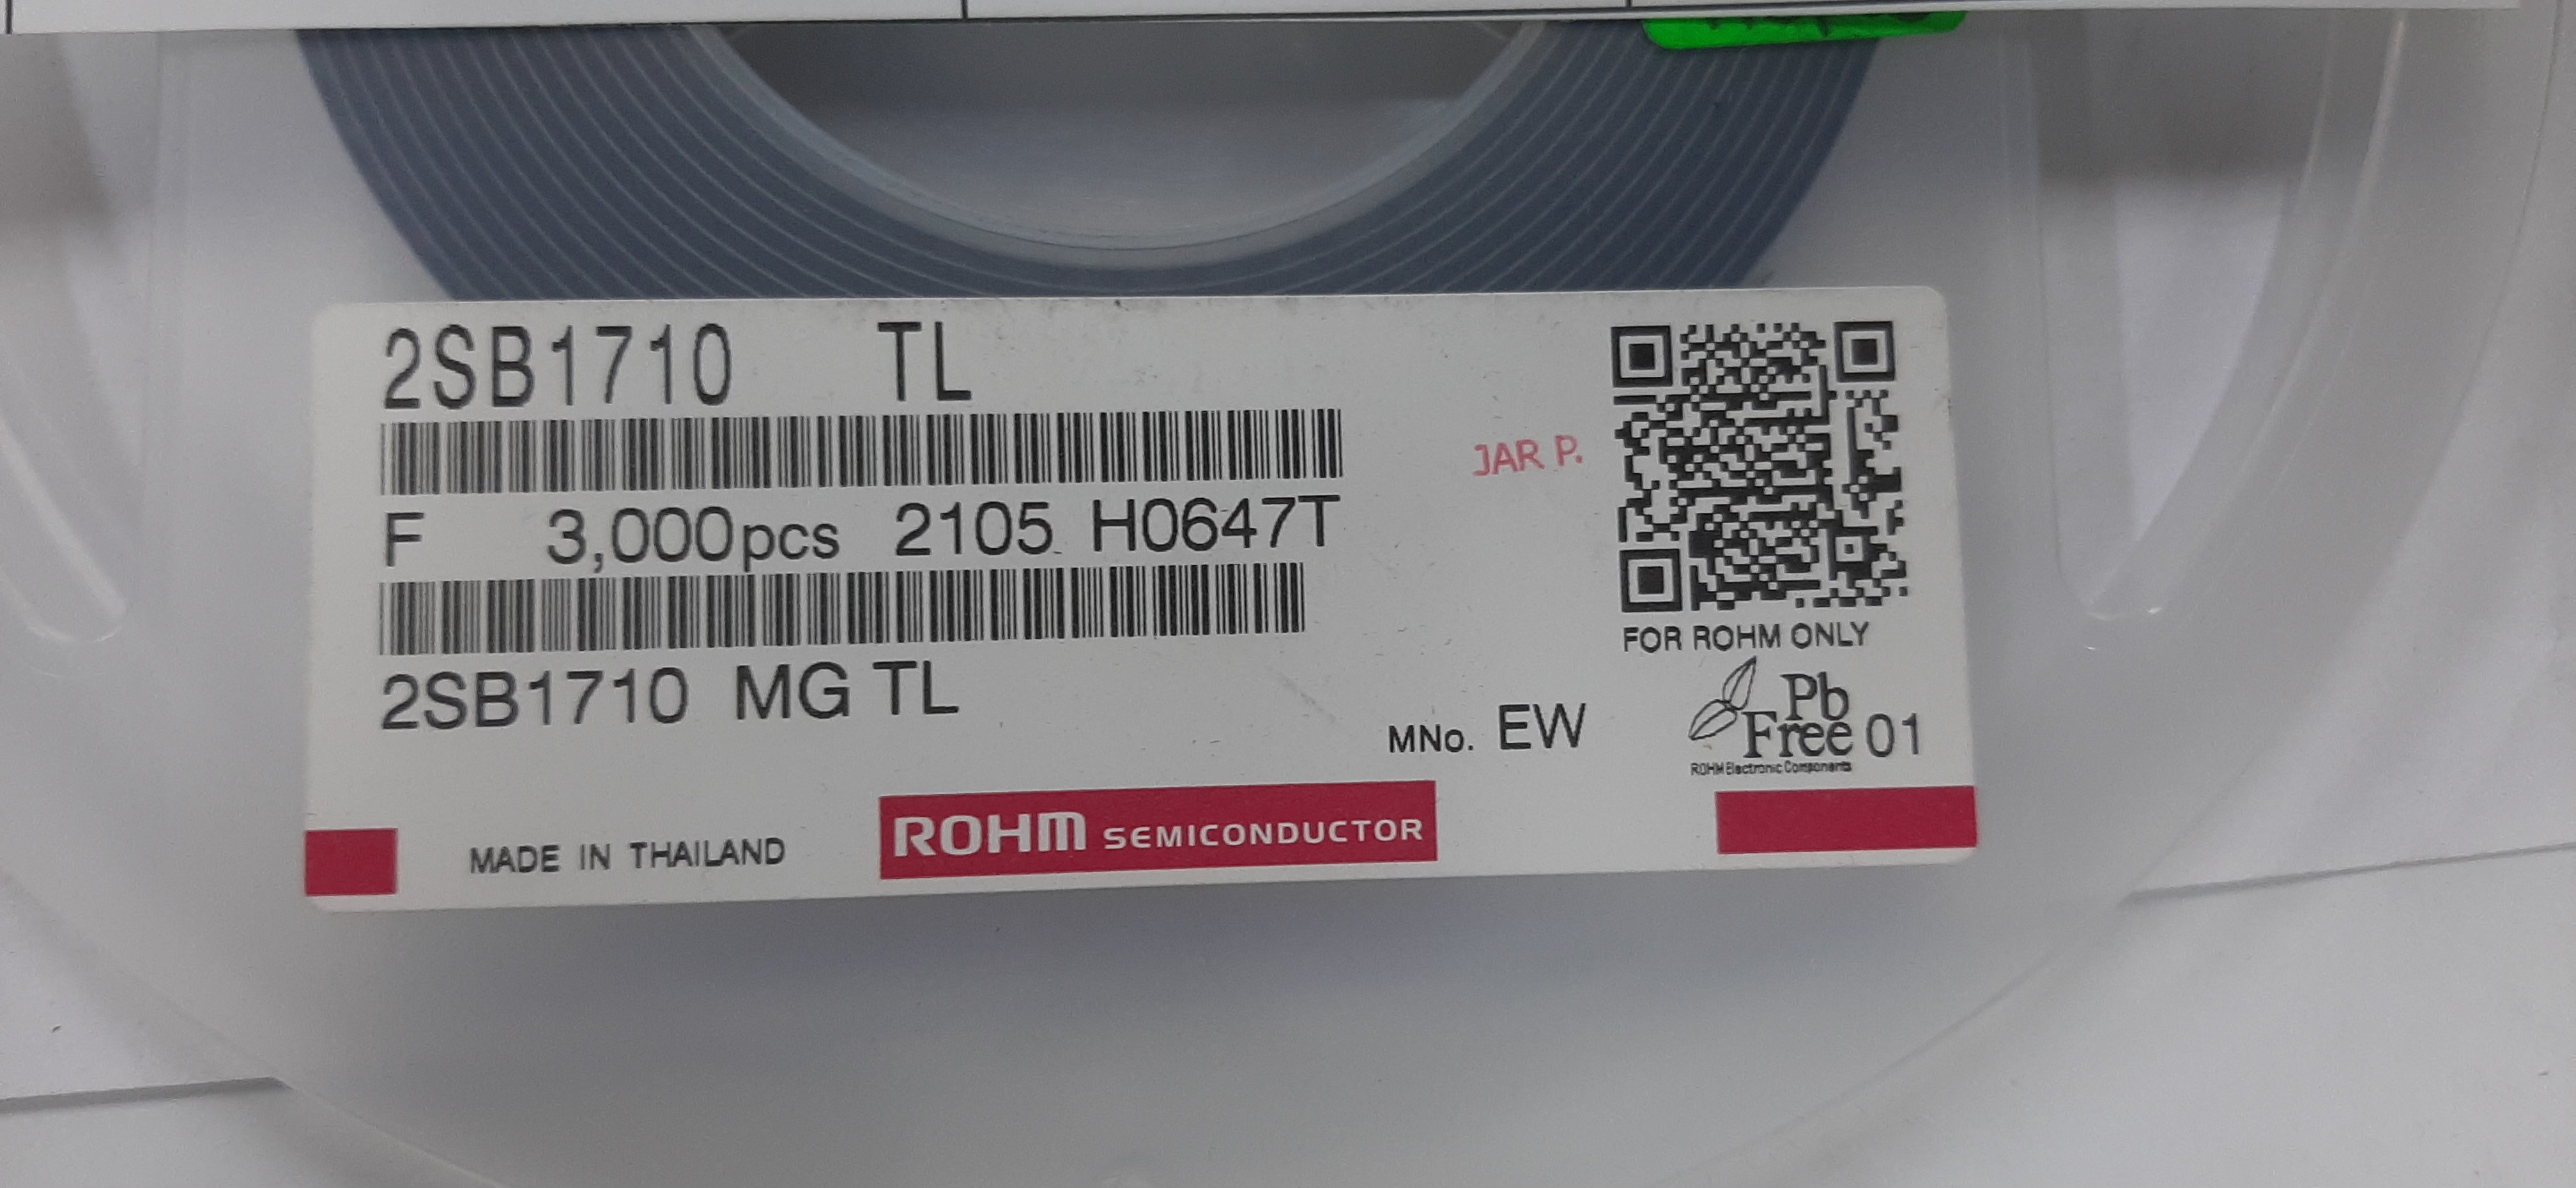 2SB1710 TL
JAR P.
F 3,000pcs 2105 H0647T
FOR ROHM ONLY
2SB1710 MG TL
MNo. EW
Pb
Free 01
ROHM Electronic Components
MADE IN THAILAND
ROHM SEMICONDUCTOR